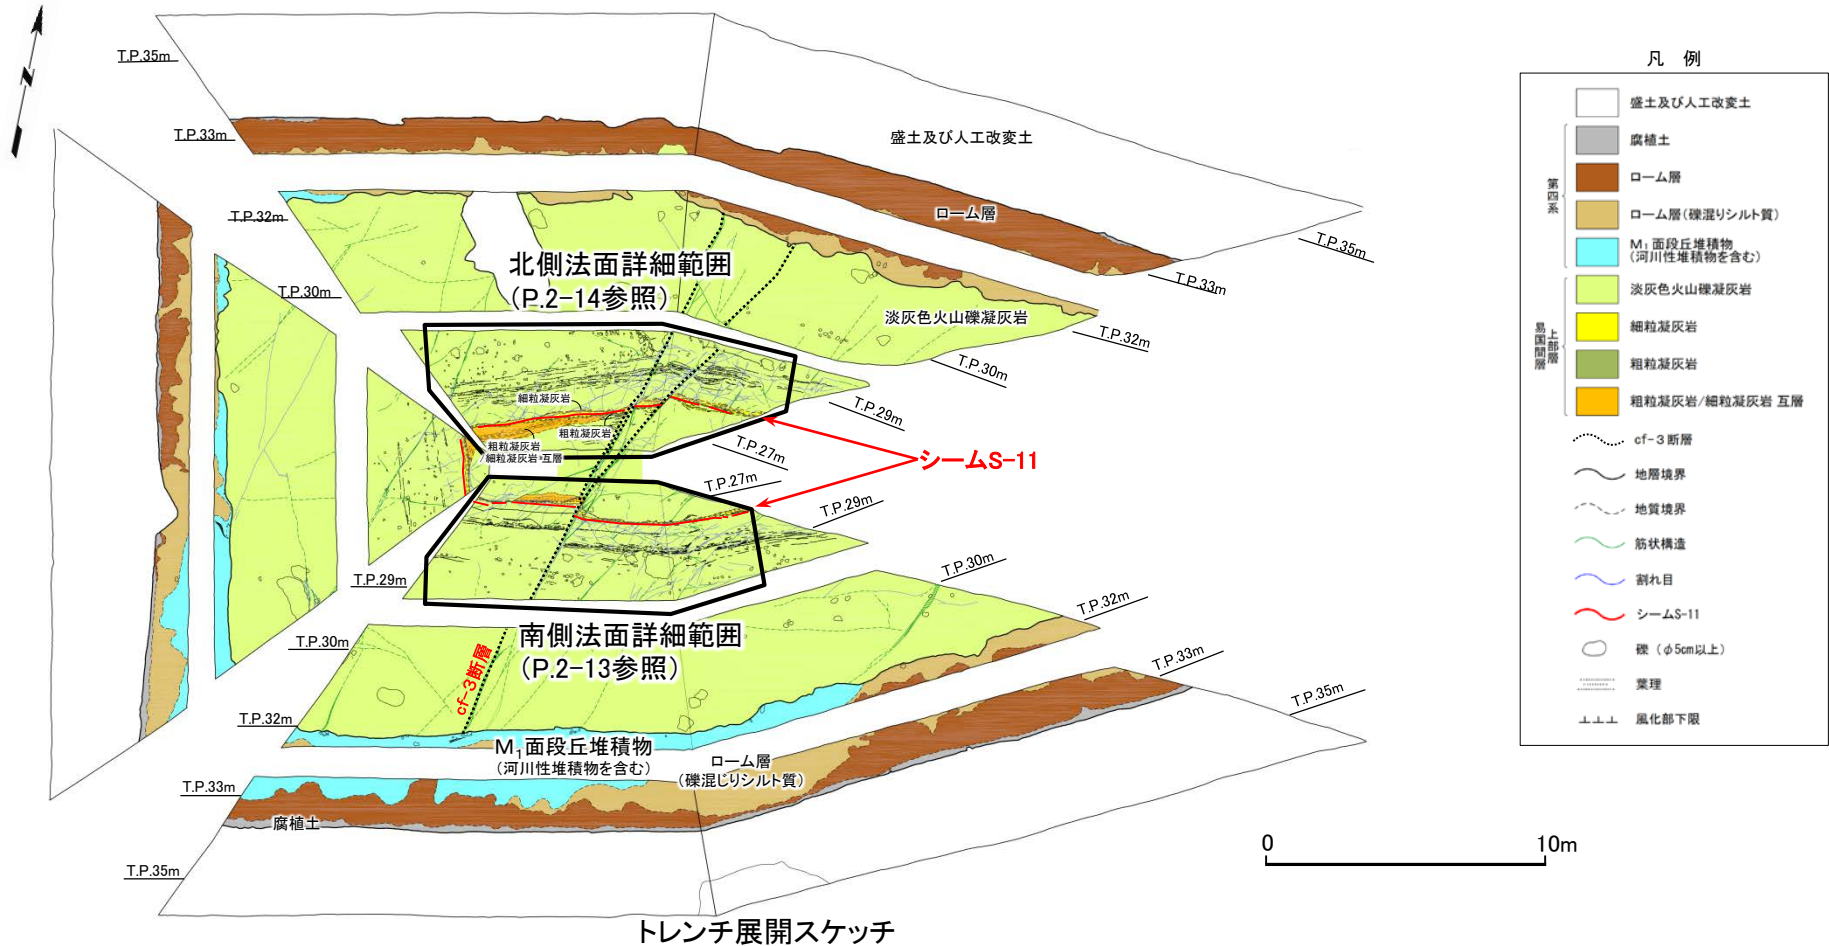 N
T.P.35m
T.P.33m
盛土及び人工改変土
T.P.32m
ローム層
T.P.35m
T.P.33m
北側法面詳細範囲
(P.2-14参照)
T.P.30m
淡灰色火山礫凝灰岩
T.P.32m
T.P.30m
細粒凝灰岩
粗粒凝灰岩
粗粒凝灰岩
細粒凝灰岩 互層
T.P.29m
T.P.27m
シームS-11
T.P.27m
T.P.29m
T.P.29m
T.P.30m
T.P.32m
T.P.33m
T.P.35m
T.P.30m
南側法面詳細範囲
(P.2-13参照)
cf-3断層
T.P.32m
M1面段丘堆積物
(河川性堆積物を含む)
ローム層
(礫混じりシルト質)
T.P.33m
腐植土
T.P.35m
0 10m
トレンチ展開スケッチ
凡 例
盛土及び人工改変土
第四系
腐植土
ローム層
ローム層(礫混りシルト質)
M1面段丘堆積物
(河川性堆積物を含む)
易国間層
上部層
淡灰色火山礫凝灰岩
細粒凝灰岩
粗粒凝灰岩
粗粒凝灰岩/細粒凝灰岩 互層
cf-3断層
地層境界
地質境界
筋状構造
割れ目
シームS-11
礫 (φ5cm以上)
葉理
風化部下限